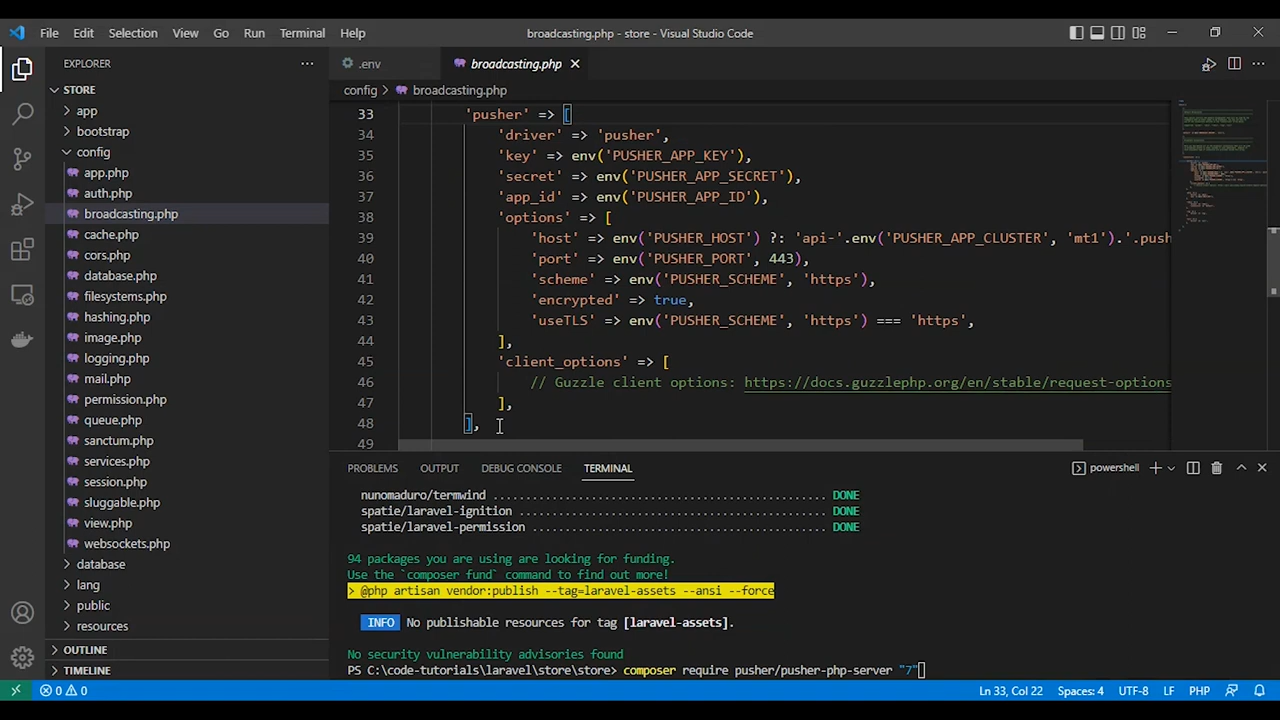 File Edit Selection View Go Run Terminal Help
broadcasting.php - store - Visual Studio Code
EXPLORER
STORE
app
bootstrap
config
app.php
auth.php
broadcasting.php
cache.php
cors.php
database.php
filesystems.php
hashing.php
image.php
logging.php
mail.php
permission.php
queue.php
sanctum.php
services.php
session.php
sluggable.php
view.php
websockets.php
database
lang
public
resources
OUTLINE
TIMELINE
.env
broadcasting.php
config > broadcasting.php
33 'pusher' => [
34 'driver' => 'pusher',
35 'key' => env('PUSHER_APP_KEY'),
36 'secret' => env('PUSHER_APP_SECRET'),
37 'app_id' => env('PUSHER_APP_ID'),
38 'options' => [
39 'host' => env('PUSHER_HOST') ?: 'api-'.env('PUSHER_APP_CLUSTER', 'mt1').'.push
40 'port' => env('PUSHER_PORT', 443),
41 'scheme' => env('PUSHER_SCHEME', 'https'),
42 'encrypted' => true,
43 'useTLS' => env('PUSHER_SCHEME', 'https') === 'https',
44 ],
45 'client_options' => [
46 // Guzzle client options: https://docs.guzzlephp.org/en/stable/request-options
47 ],
48 ],
49
PROBLEMS OUTPUT DEBUG CONSOLE TERMINAL
powershell
nunomaduro/termwind ........................................ DONE
spatie/laravel-ignition ........................................ DONE
spatie/laravel-permission ..................................... DONE
94 packages you are using are looking for funding.
Use the `composer fund` command to find out more!
> @php artisan vendor:publish --tag=laravel-assets --ansi --force
INFO No publishable resources for tag [laravel-assets].
No security vulnerability advisories found
PS C:\code-tutorials\laravel\store\store> composer require pusher/pusher-php-server "7"
0 0
Ln 33, Col 22 Spaces: 4 UTF-8 LF PHP